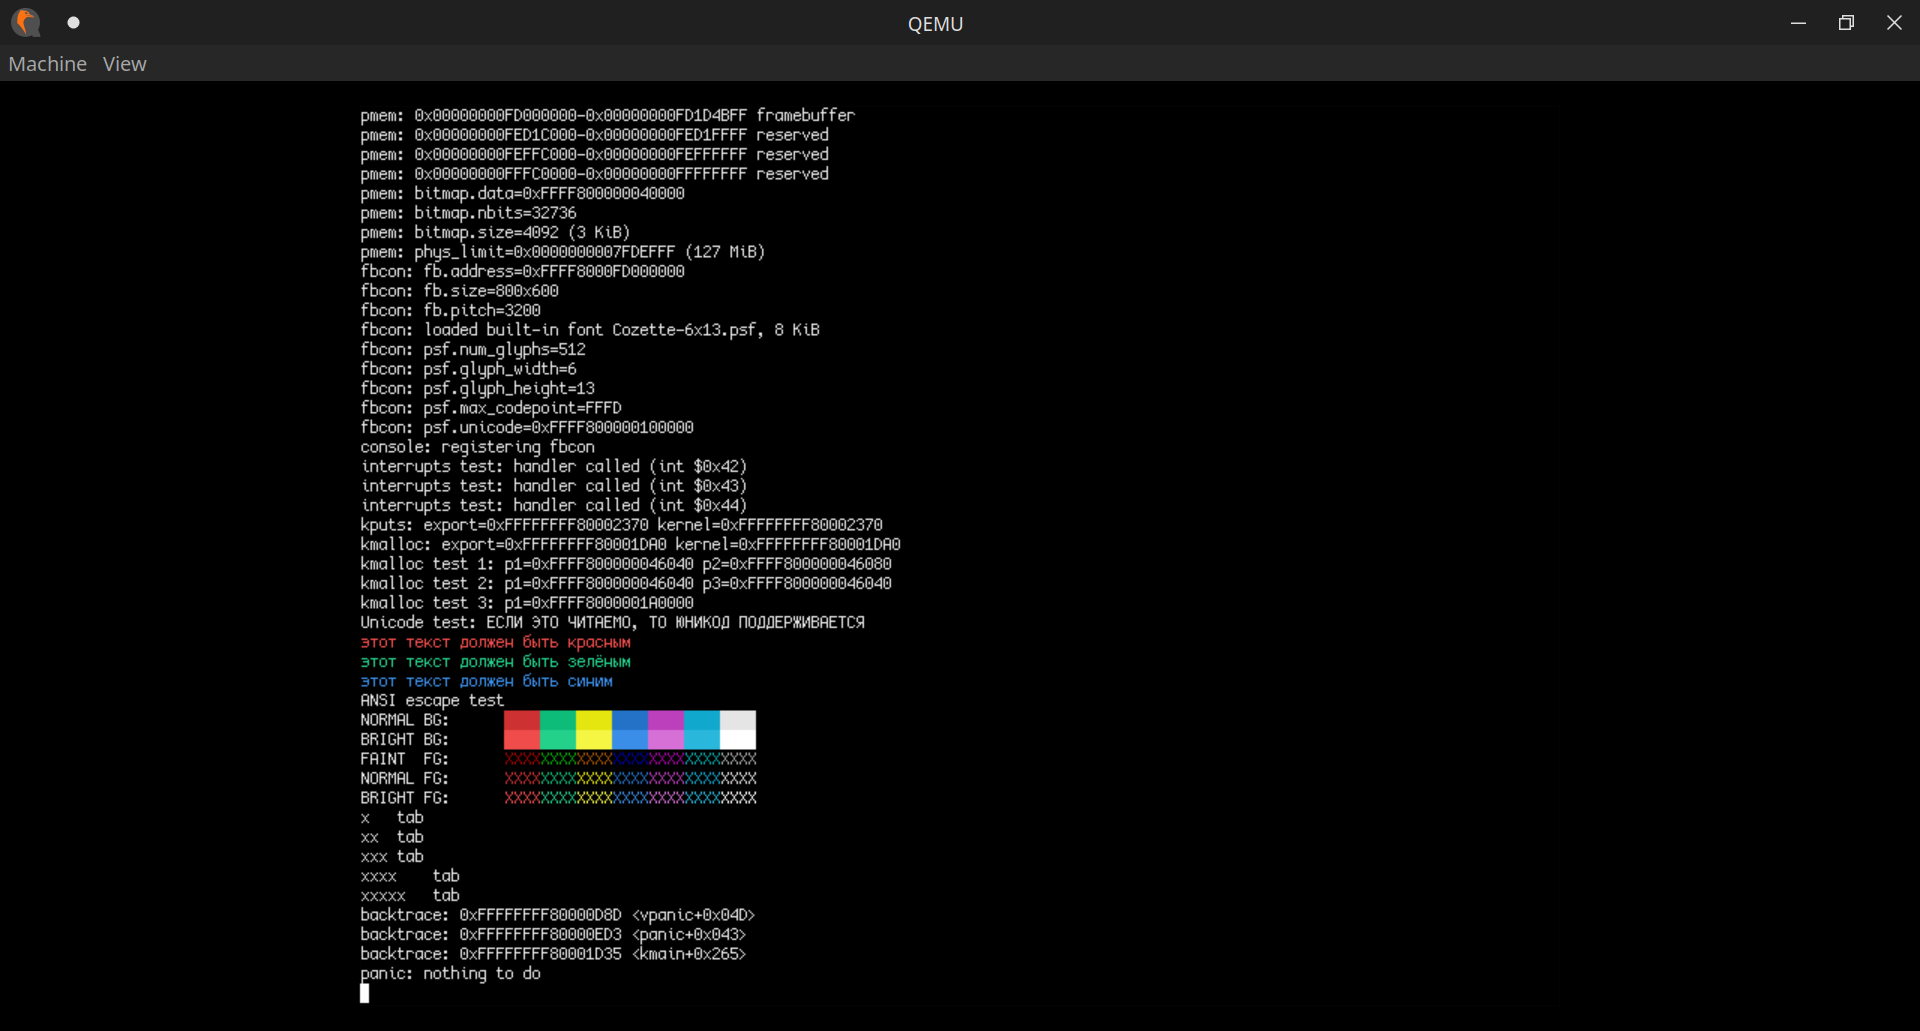 QEMU
Machine View
pmem: 0x00000000FD000000-0x00000000FD1D4BFF framebuffer
pmem: 0x00000000FED1C000-0x00000000FED1FFFF reserved
pmem: 0x00000000FEFFC000-0x00000000FEFFFFFF reserved
pmem: 0x00000000FFFC0000-0x00000000FFFFFFFF reserved
pmem: bitmap.data=0xFFFF800000040000
pmem: bitmap.nbits=32736
pmem: bitmap.size=4092 (3 KiB)
pmem: phys_limit=0x0000000007FDEFFF (127 MiB)
fbcon: fb.address=0xFFFF8000FD000000
fbcon: fb.size=800x600
fbcon: fb.pitch=3200
fbcon: loaded built-in font Cozette-6x13.psf, 8 KiB
fbcon: psf.num_glyphs=512
fbcon: psf.glyph_width=6
fbcon: psf.glyph_height=13
fbcon: psf.max_codepoint=FFFD
fbcon: psf.unicode=0xFFFF800000100000
console: registering fbcon
interrupts test: handler called (int $0x42)
interrupts test: handler called (int $0x43)
interrupts test: handler called (int $0x44)
kputs: export=0xFFFFFFFF80002370 kernel=0xFFFFFFFF80002370
kmalloc: export=0xFFFFFFFF80001DA0 kernel=0xFFFFFFFF80001DA0
kmalloc test 1: p1=0xFFFF800000046040 p2=0xFFFF800000046080
kmalloc test 2: p1=0xFFFF800000046040 p3=0xFFFF800000046040
kmalloc test 3: p1=0xFFFF8000001A0000
Unicode test: ЕСЛИ ЭТО ЧИТАЕМО, ТО ЮНИКОД ПОДДЕРЖИВАЕТСЯ
этот текст должен быть красным
этот текст должен быть зелёным
этот текст должен быть синим
ANSI escape test
NORMAL BG:
BRIGHT BG:
FAINT  FG: XXXXXXXXXXXXXXXXXXXXXXXXXXXX
NORMAL FG: XXXXXXXXXXXXXXXXXXXXXXXXXXXX
BRIGHT FG: XXXXXXXXXXXXXXXXXXXXXXXXXXXX
x   tab
xx  tab
xxx tab
xxxx    tab
xxxxx   tab
backtrace: 0xFFFFFFFF80000D8D <vpanic+0x04D>
backtrace: 0xFFFFFFFF80000ED3 <panic+0x043>
backtrace: 0xFFFFFFFF80001D35 <kmain+0x265>
panic: nothing to do